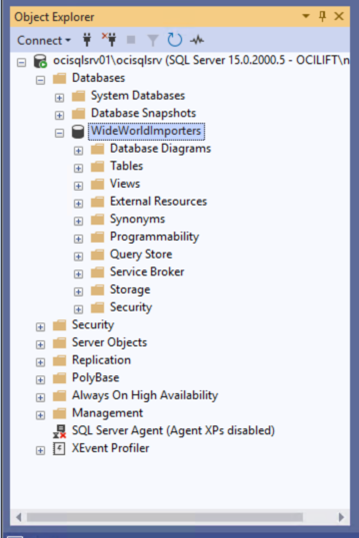 Object Explorer
Connect
ocisqlsrv01\ocisqlsrv (SQL Server 15.0.2000.5 - OCILIFT\n
Databases
System Databases
Database Snapshots
WideWorldImporters
Database Diagrams
Tables
Views
External Resources
Synonyms
Programmability
Query Store
Service Broker
Storage
Security
Security
Server Objects
Replication
PolyBase
Always On High Availability
Management
SQL Server Agent (Agent XPs disabled)
XEvent Profiler